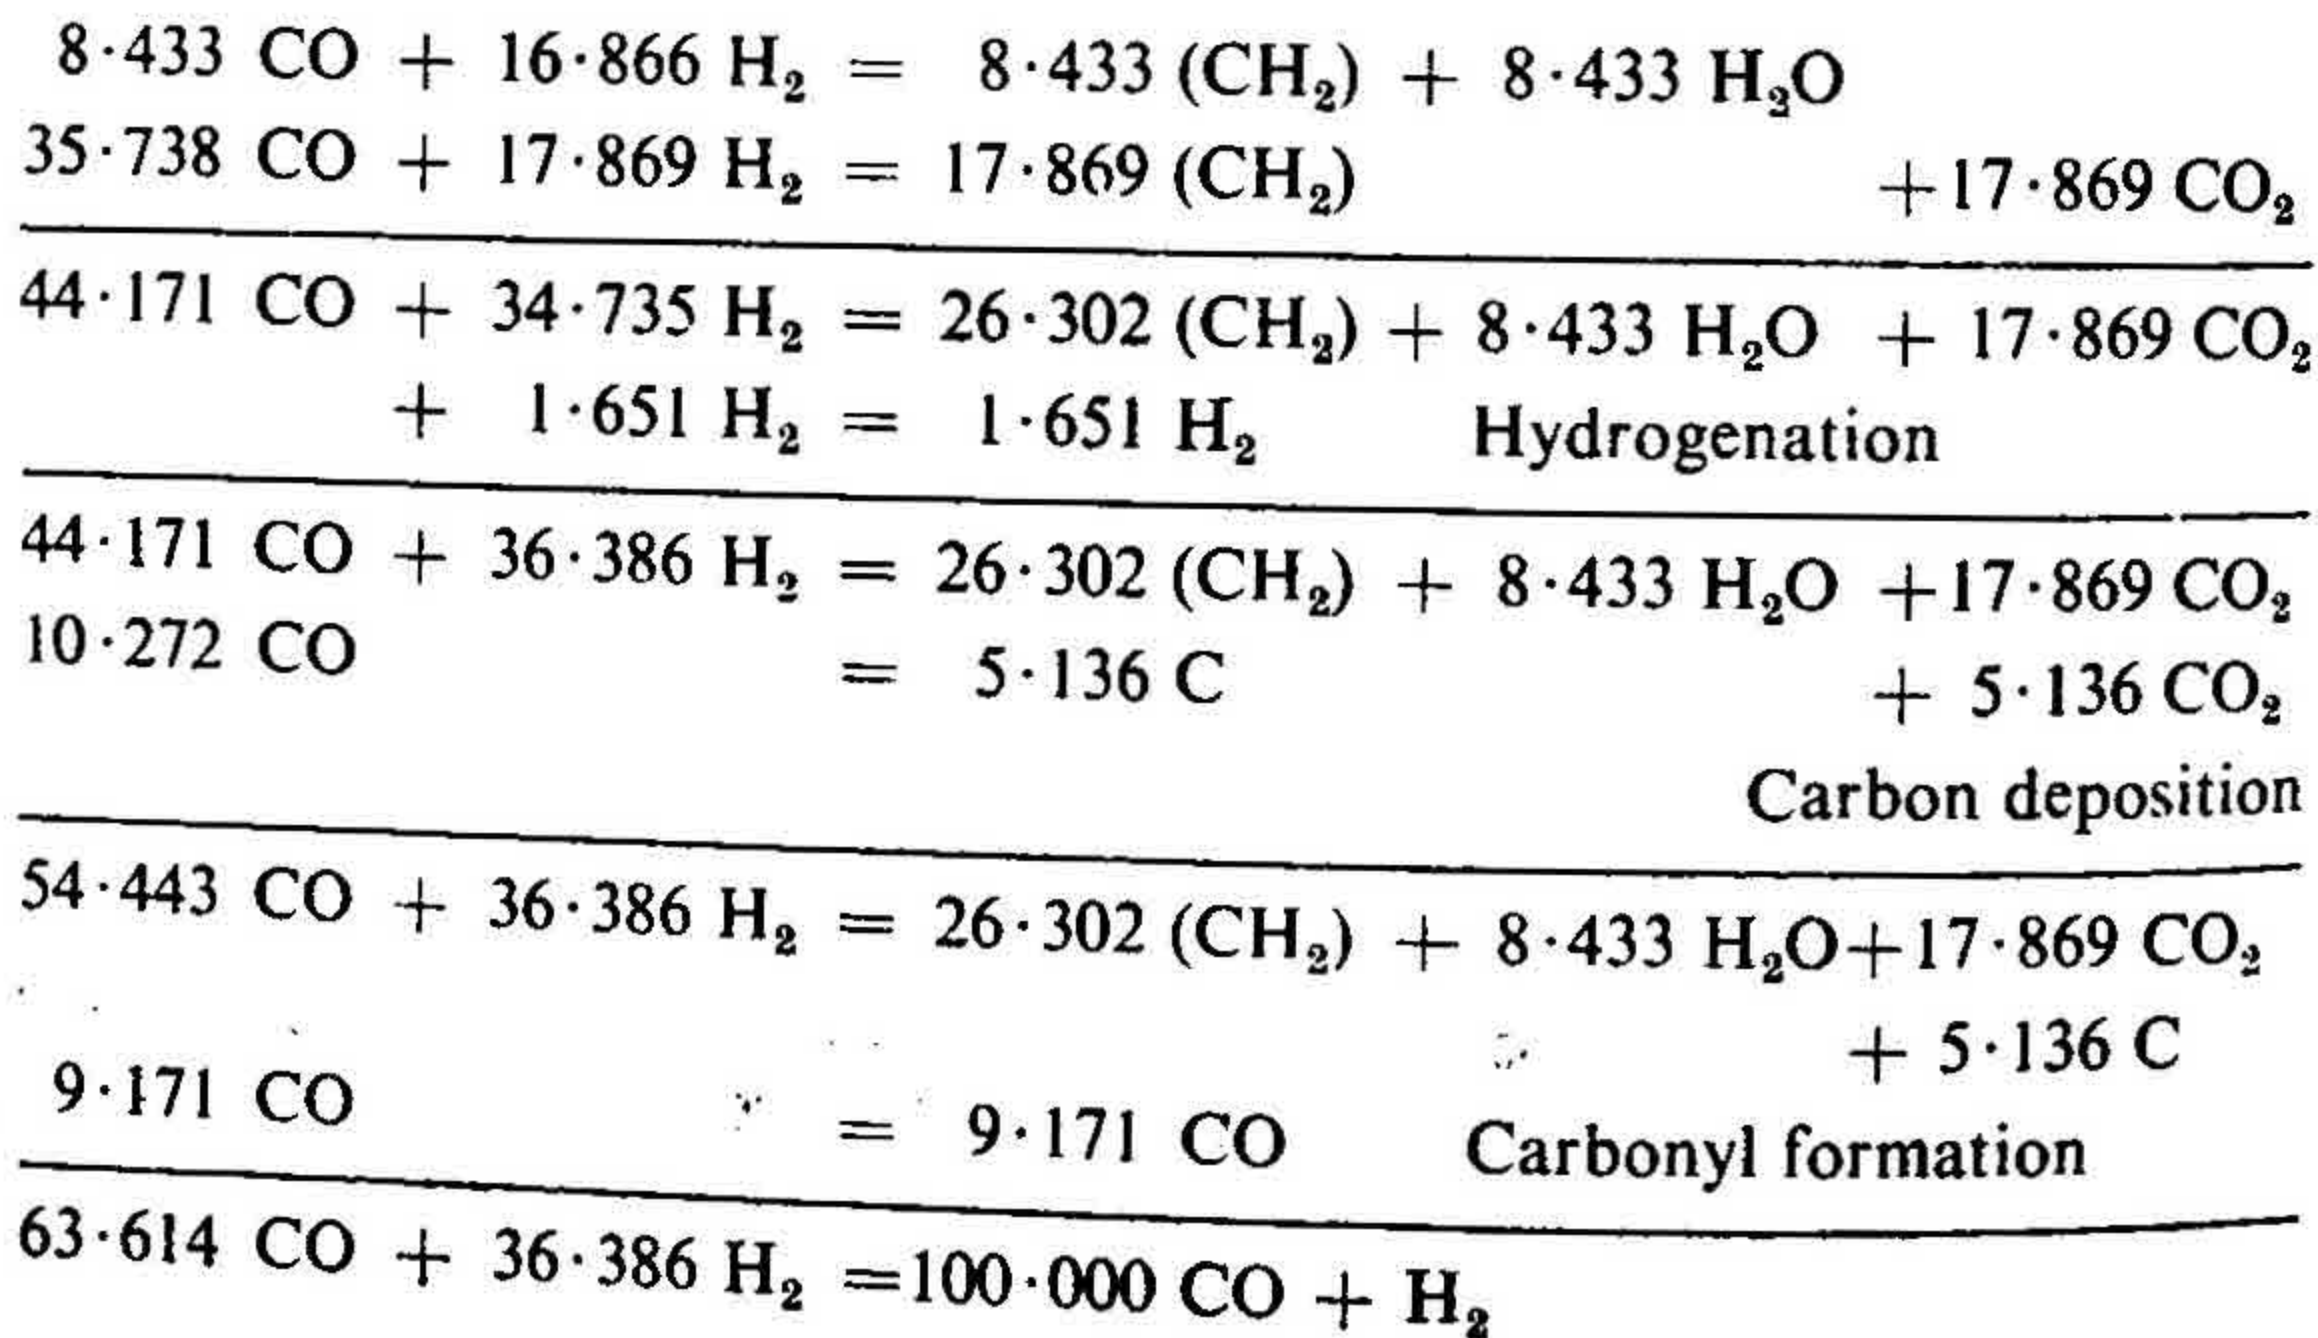 8·433 CO + 16·866 H₂ = 8·433 (CH₂) + 8·433 H₂O
35·738 CO + 17·869 H₂ = 17·869 (CH₂) +17·869 CO₂
44·171 CO + 34·735 H₂ = 26·302 (CH₂) + 8·433 H₂O + 17·869 CO₂
+ 1·651 H₂ = 1·651 H₂ Hydrogenation
44·171 CO + 36·386 H₂ = 26·302 (CH₂) + 8·433 H₂O +17·869 CO₂
10·272 CO = 5·136 C + 5·136 CO₂
Carbon deposition
54·443 CO + 36·386 H₂ = 26·302 (CH₂) + 8·433 H₂O+17·869 CO₂
+ 5·136 C
9·171 CO = 9·171 CO Carbonyl formation
63·614 CO + 36·386 H₂ =100·000 CO + H₂